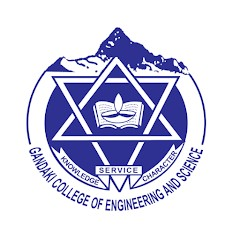 KNOWLEDGE SERVICE CHARACTER
GANDAKI COLLEGE OF ENGINEERING AND SCIENCE